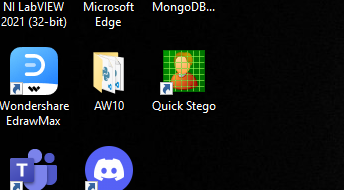 NI LabVIEW
2021 (32-bit)
Microsoft
Edge
MongoDB...
Wondershare
EdrawMax
AW10
Quick Stego